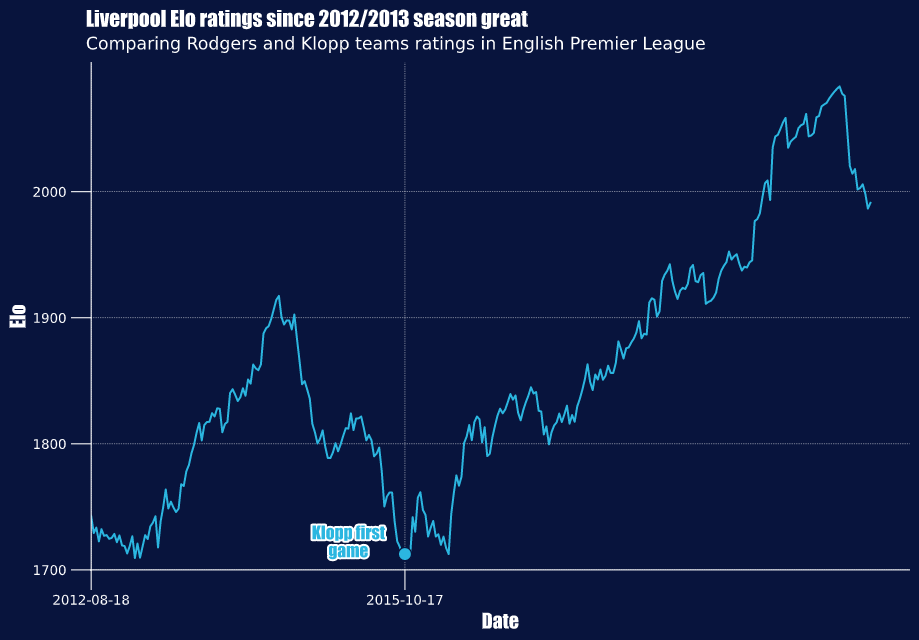 Liverpool Elo ratings since 2012/2013 season great
Comparing Rodgers and Klopp teams ratings in English Premier League
2000
1900
Elo
1800
Klopp first
game
1700
2012-08-18
2015-10-17
Date